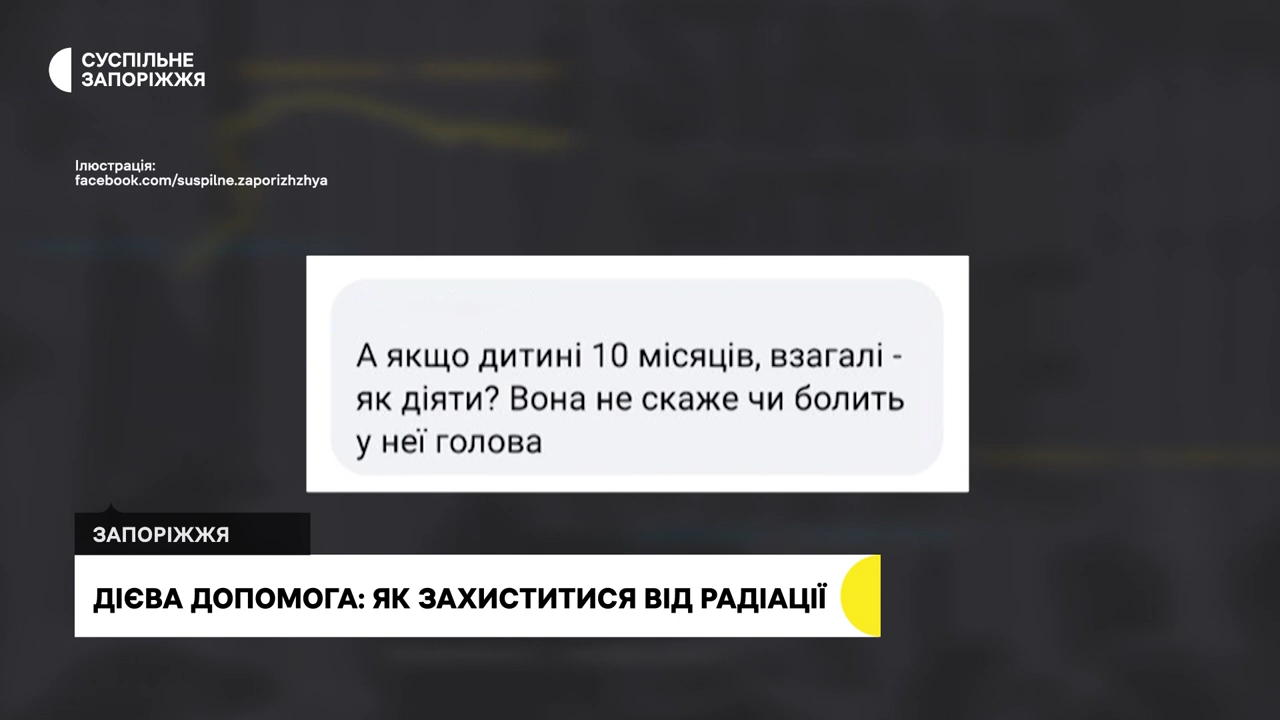 СУСПІЛЬНЕ
ЗАПОРІЖЖЯ
Ілюстрація:
facebook.com/suspilne.zaporizhzhya
А якщо дитині 10 місяців, взагалі -
як діяти? Вона не скаже чи болить
у неї голова
ЗАПОРІЖЖЯ
ДІЄВА ДОПОМОГА: ЯК ЗАХИСТИТИСЯ ВІД РАДІАЦІЇ